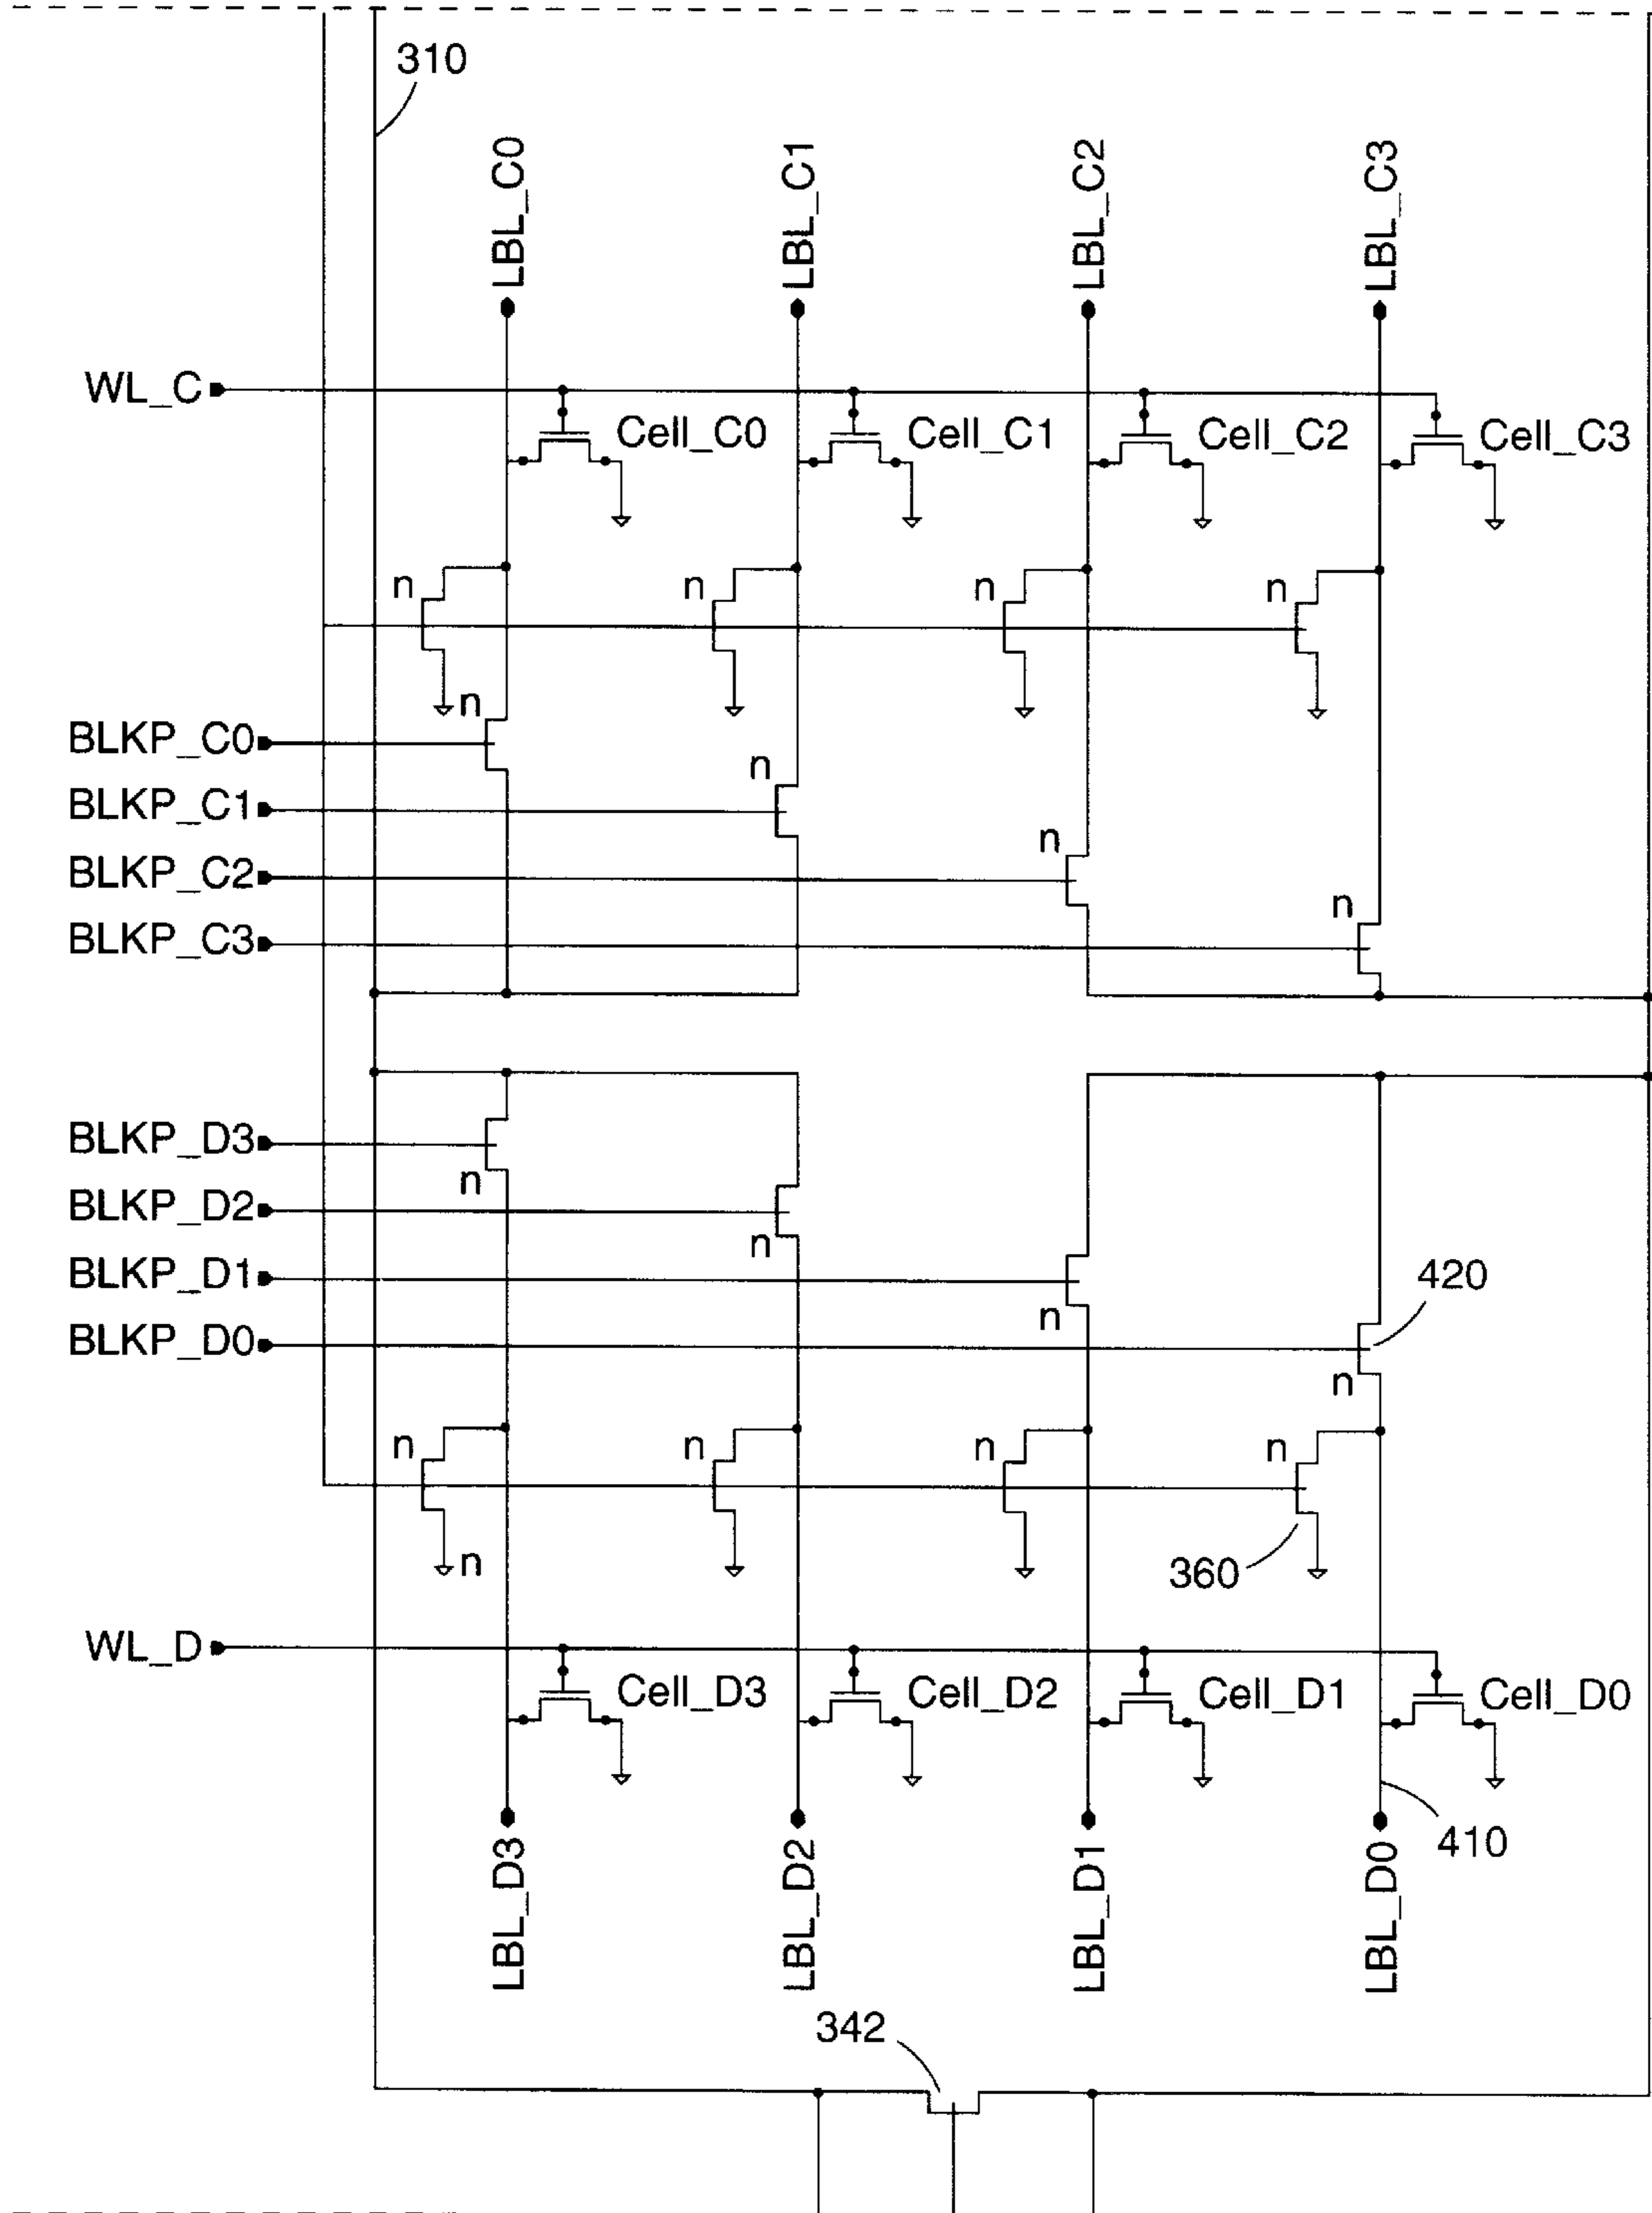 310
LBL_C0 LBL_C1 LBL_C2 LBL_C3
WL_C
Cell_C0 Cell_C1 Cell_C2 Cell_C3
n n n n
n
BLKP_C0
n
BLKP_C1
n
BLKP_C2
n
BLKP_C3
BLKP_D3
n
BLKP_D2
n
BLKP_D1
420
n
BLKP_D0
n
n n n n
n
360
WL_D
Cell_D3 Cell_D2 Cell_D1 Cell_D0
410
LBL_D3 LBL_D2 LBL_D1 LBL_D0
342